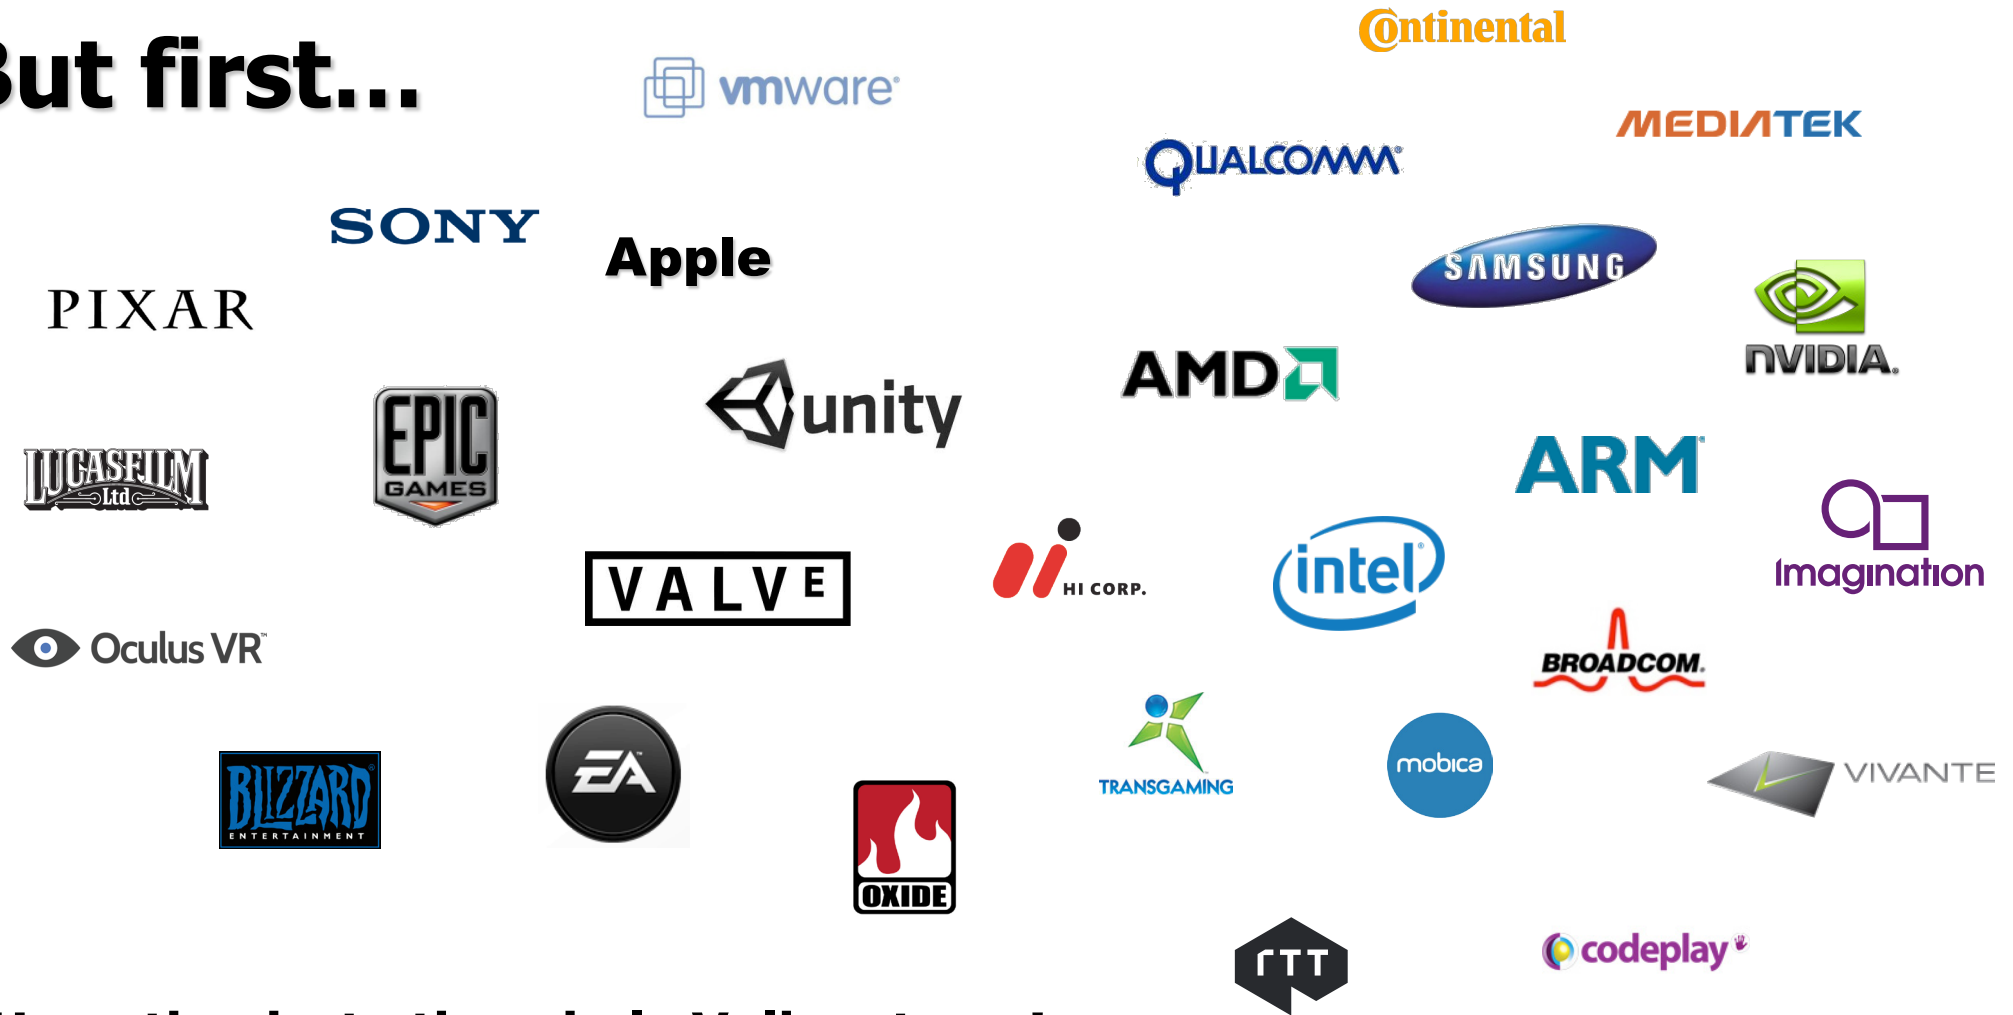 But first...
Continental
vmware
MEDIATEK
QUALCOMM
SONY
Apple
SAMSUNG
PIXAR
NVIDIA.
AMD
unity
EPIC
GAMES
LUCASFILM
Ltd
ARM
Imagination
intel
HI CORP.
VALVE
Oculus VR
BROADCOM.
TRANSGAMING
mobica
VIVANTE
BLIZZARD
ENTERTAINMENT
EA
OXIDE
rTT
codeplay